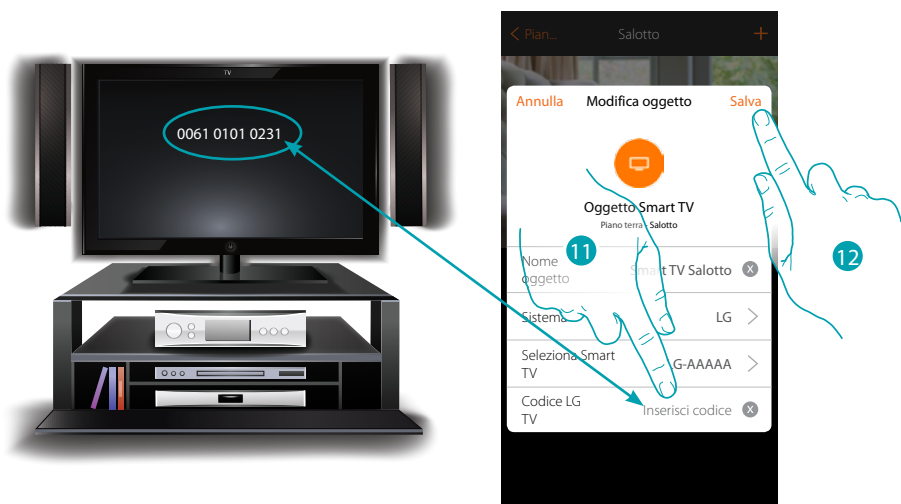 TV
0061 0101 0231
< Pian... Salotto +
Annulla Modifica oggetto Salva
Oggetto Smart TV
Piano terra - Salotto
Nome
oggetto
Smart TV Salotto x
Sistema LG >
Seleziona Smart
TV
G-AAAAA >
Codice LG
TV
Inserisci codice x
11
12